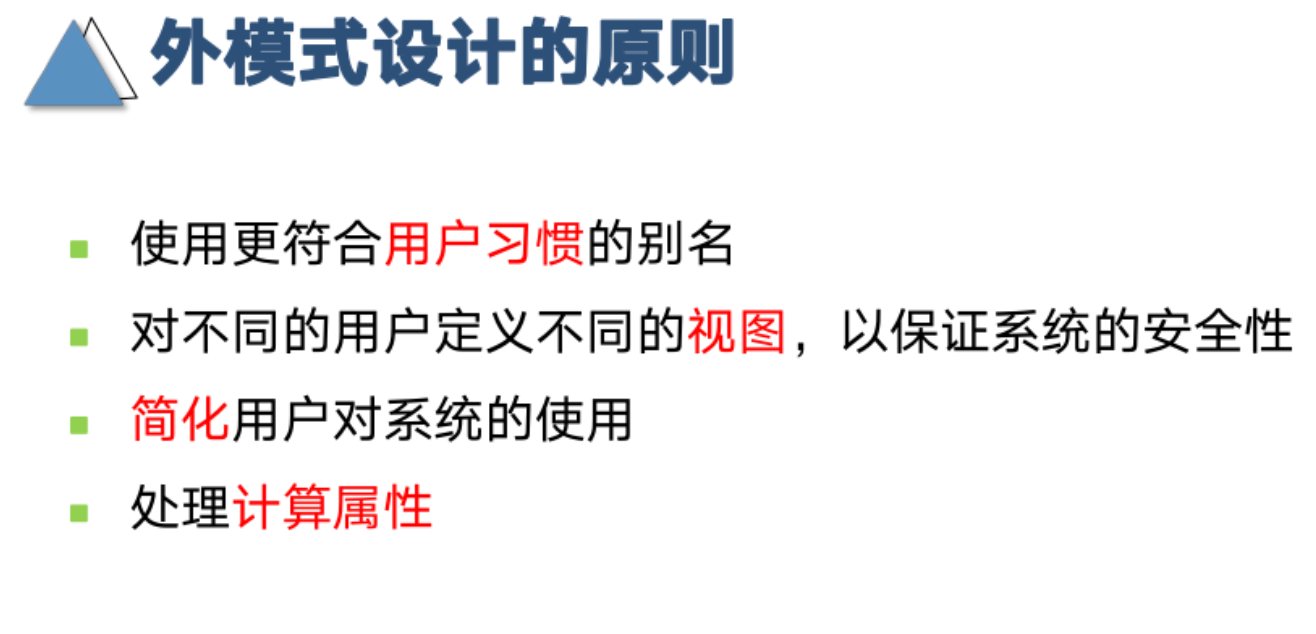 外模式设计的原则
使用更符合用户习惯的别名
对不同的用户定义不同的视图，以保证系统的安全性
简化用户对系统的使用
处理计算属性